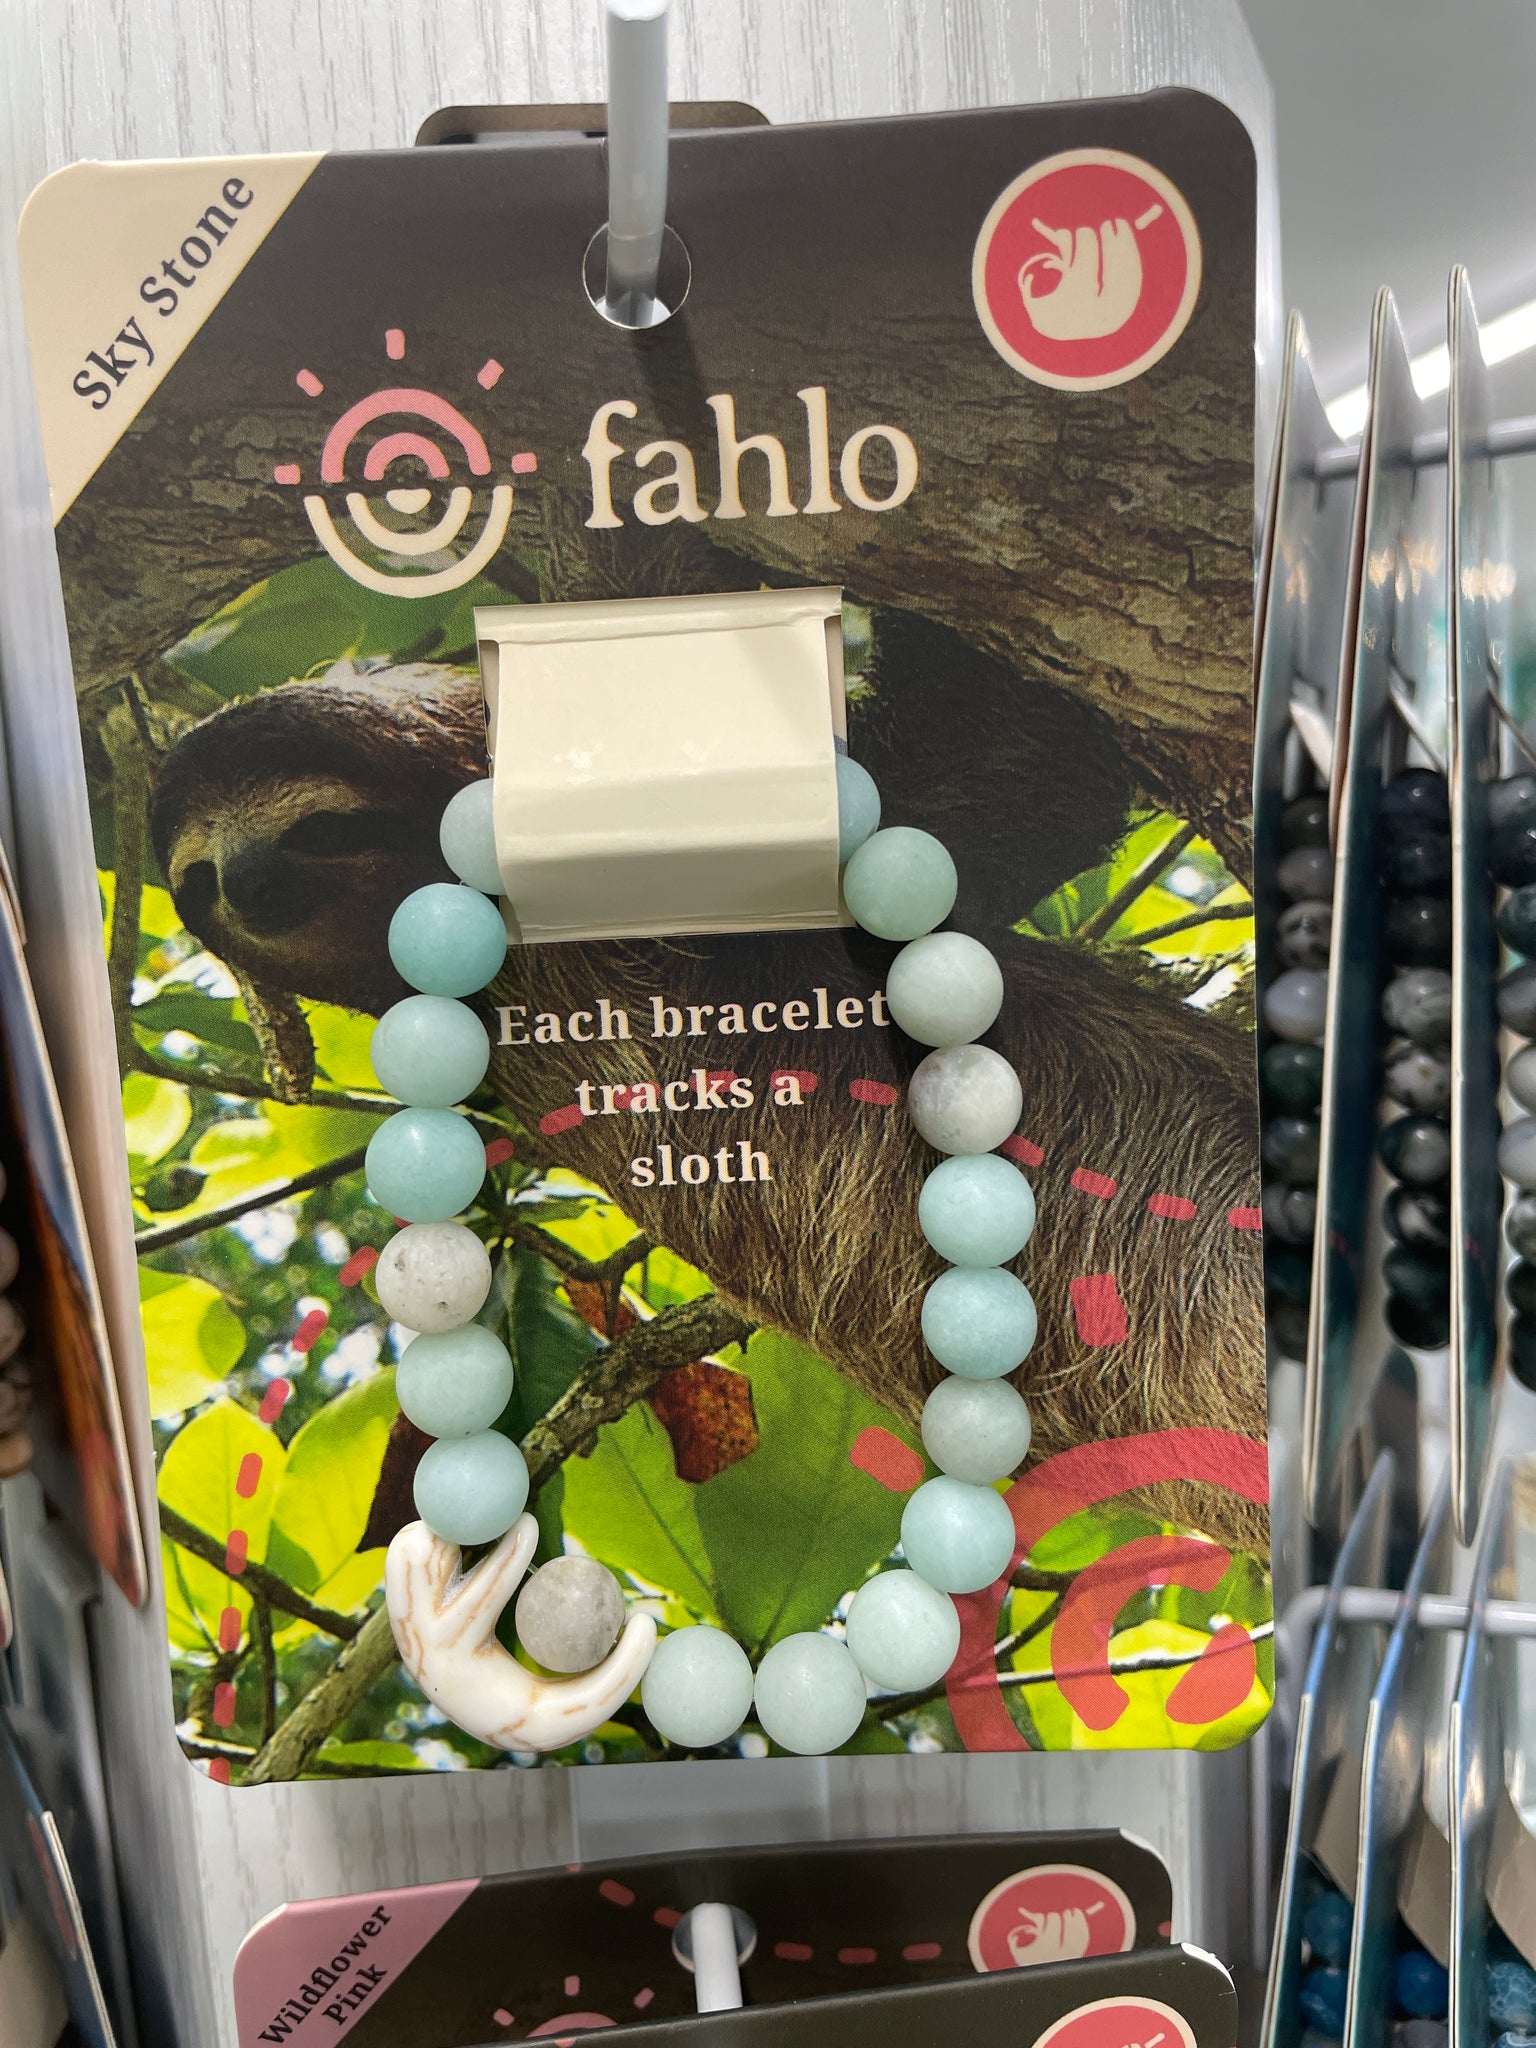 Sky Stone
fahlo
Each bracelet
tracks a
sloth
Wildflower
Pink